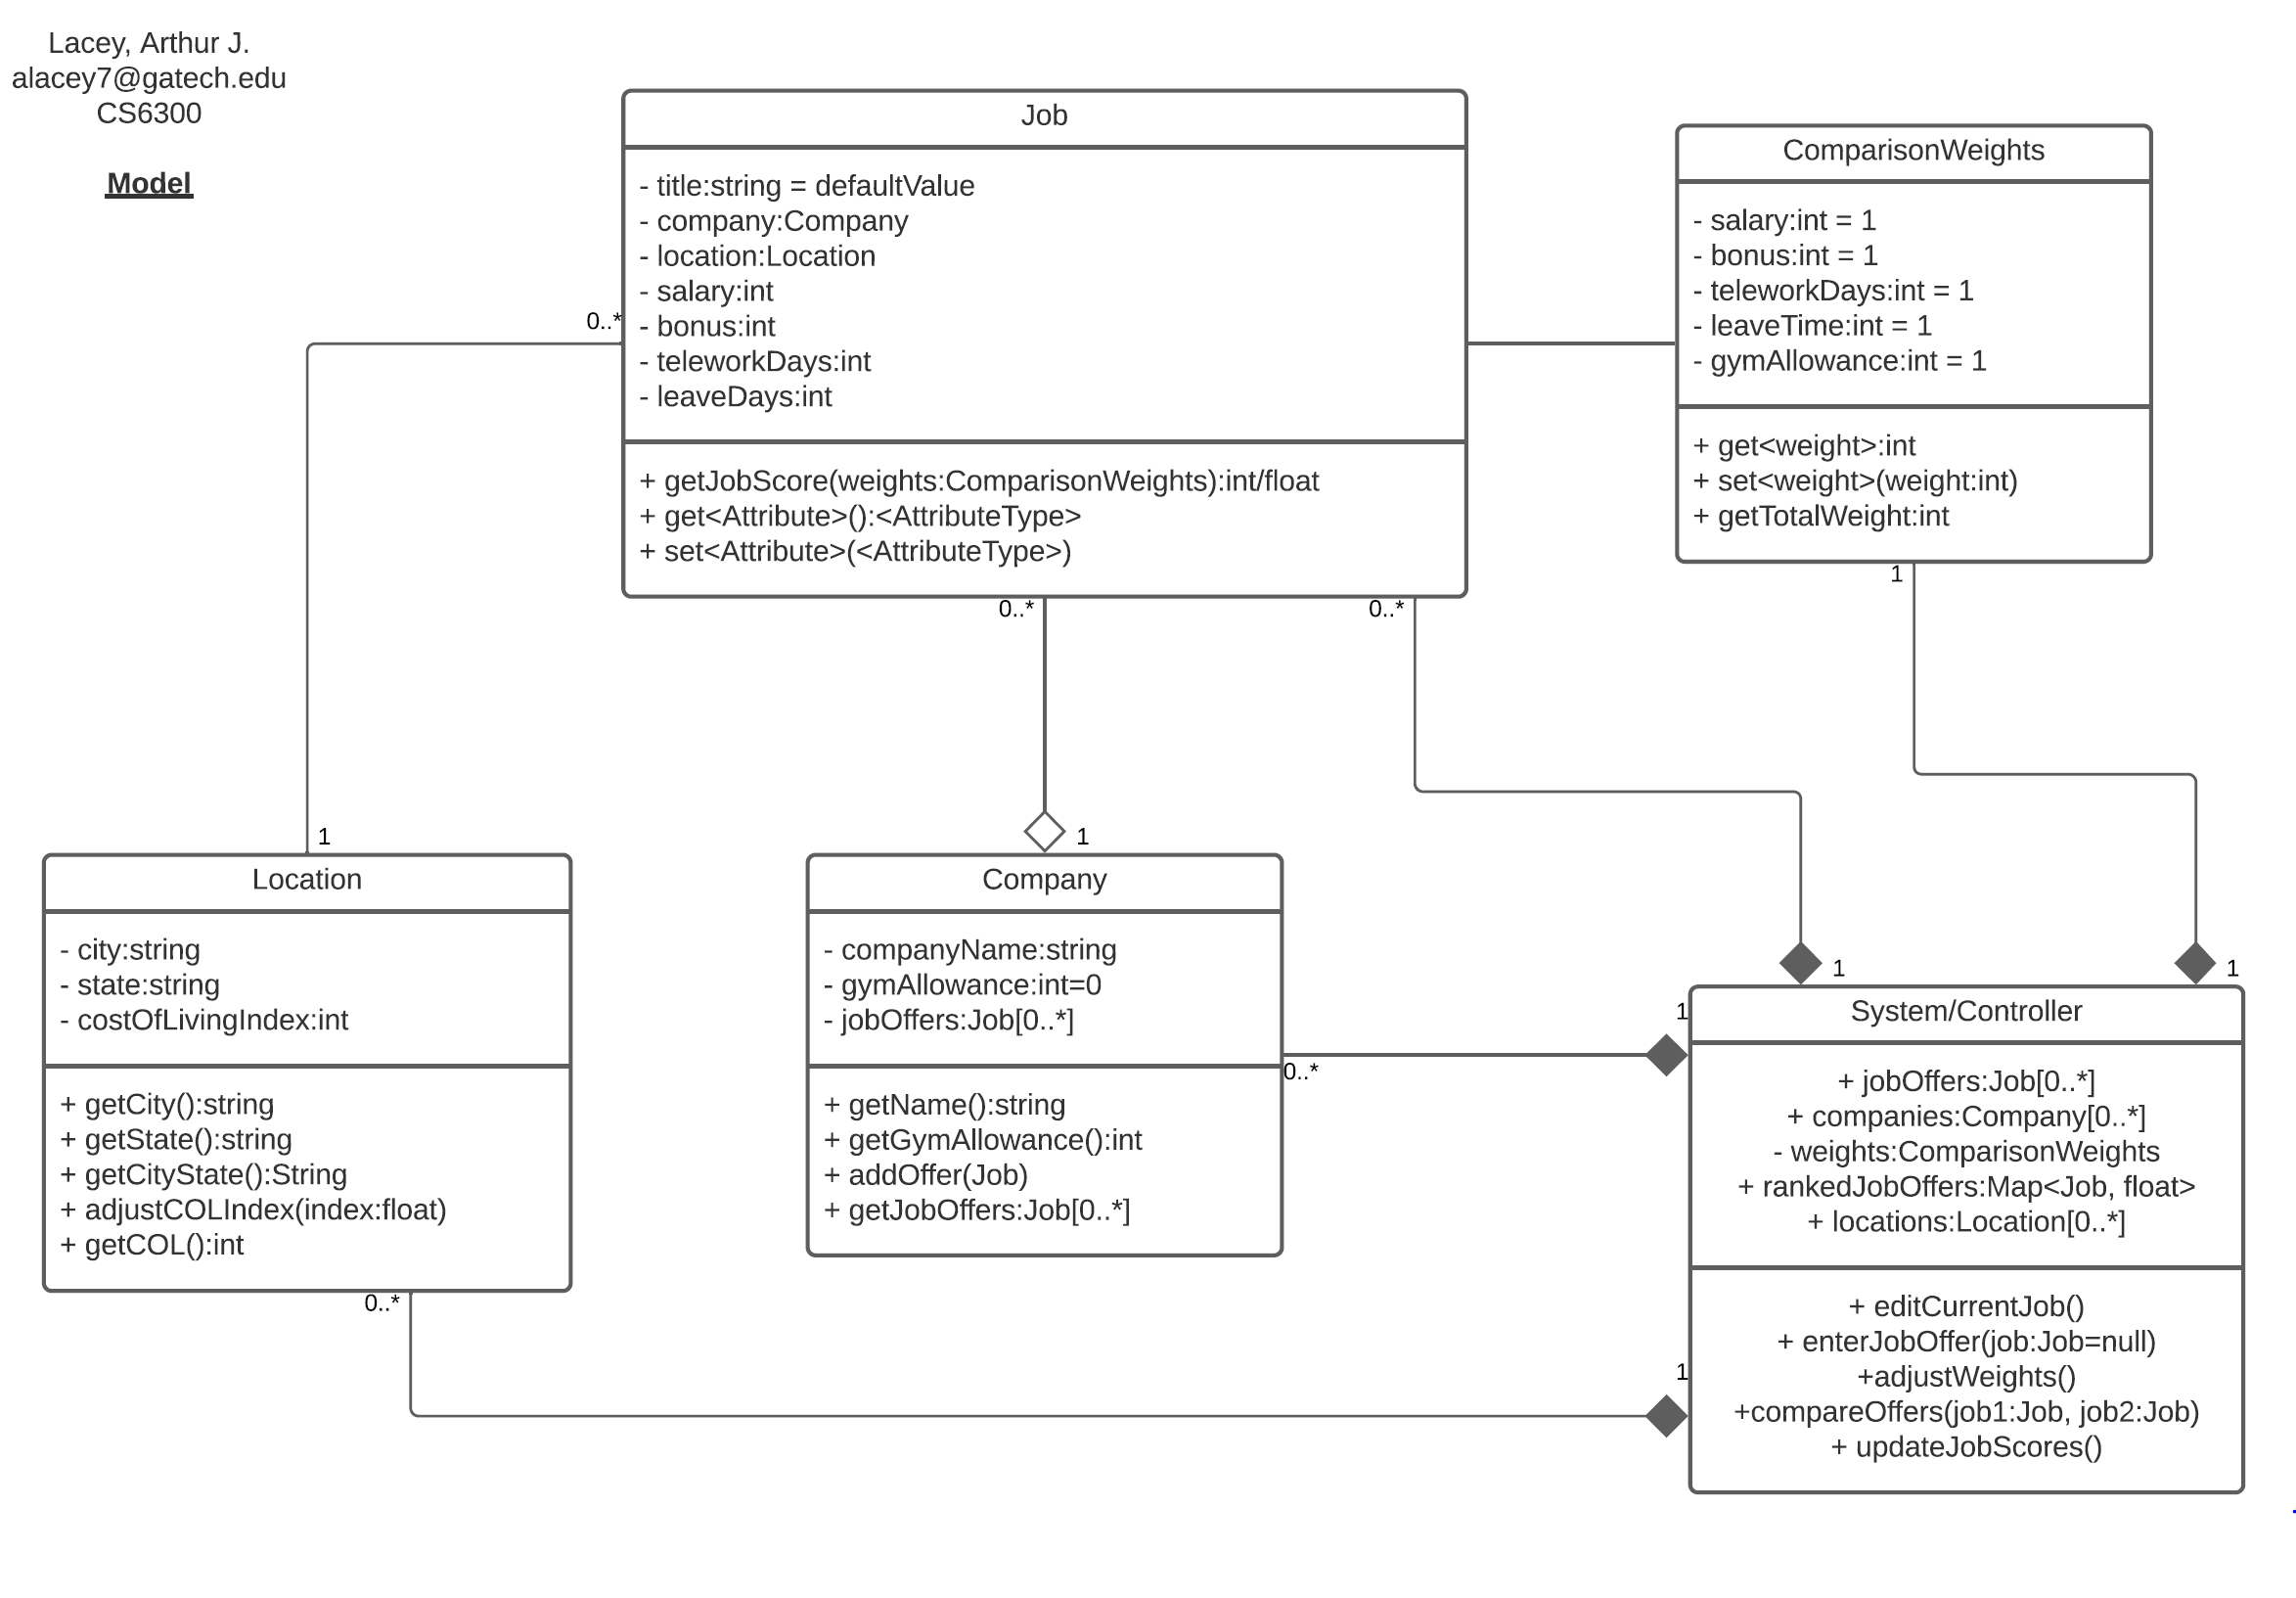 Lacey, Arthur J.
alacey7@gatech.edu
CS6300
Model
Job
- title:string = defaultValue
- company:Company
- location:Location
- salary:int
- bonus:int
- teleworkDays:int
- leaveDays:int
+ getJobScore(weights:ComparisonWeights):int/float
+ get<Attribute>():<AttributeType>
+ set<Attribute>(<AttributeType>)
0..*
0..*
0..*
ComparisonWeights
- salary:int = 1
- bonus:int = 1
- teleworkDays:int = 1
- leaveTime:int = 1
- gymAllowance:int = 1
+ get<weight>:int
+ set<weight>(weight:int)
+ getTotalWeight:int
1
1
Location
- city:string
- state:string
- costOfLivingIndex:int
+ getCity():string
+ getState():string
+ getCityState():String
+ adjustCOLIndex(index:float)
+ getCOL():int
0..*
1
Company
- companyName:string
- gymAllowance:int=0
- jobOffers:Job[0..*]
+ getName():string
+ getGymAllowance():int
+ addOffer(Job)
+ getJobOffers:Job[0..*]
0..*
1
1
1
1
System/Controller
+ jobOffers:Job[0..*]
+ companies:Company[0..*]
- weights:ComparisonWeights
+ rankedJobOffers:Map<Job, float>
+ locations:Location[0..*]
+ editCurrentJob()
+ enterJobOffer(job:Job=null)
+adjustWeights()
+compareOffers(job1:Job, job2:Job)
+ updateJobScores()